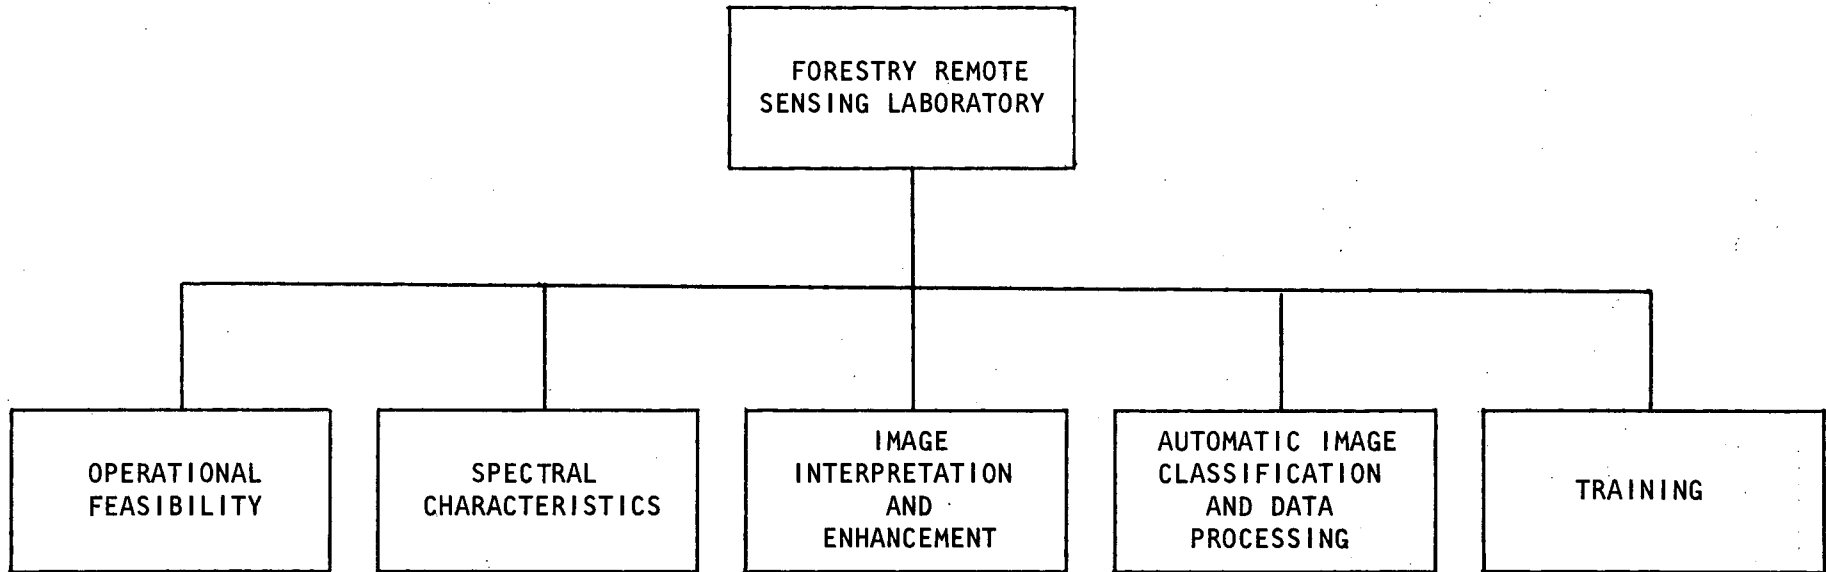 FORESTRY REMOTE
SENSING LABORATORY
OPERATIONAL
FEASIBILITY
SPECTRAL
CHARACTERISTICS
IMAGE
INTERPRETATION
AND
ENHANCEMENT
AUTOMATIC IMAGE
CLASSIFICATION
AND DATA
PROCESSING
TRAINING